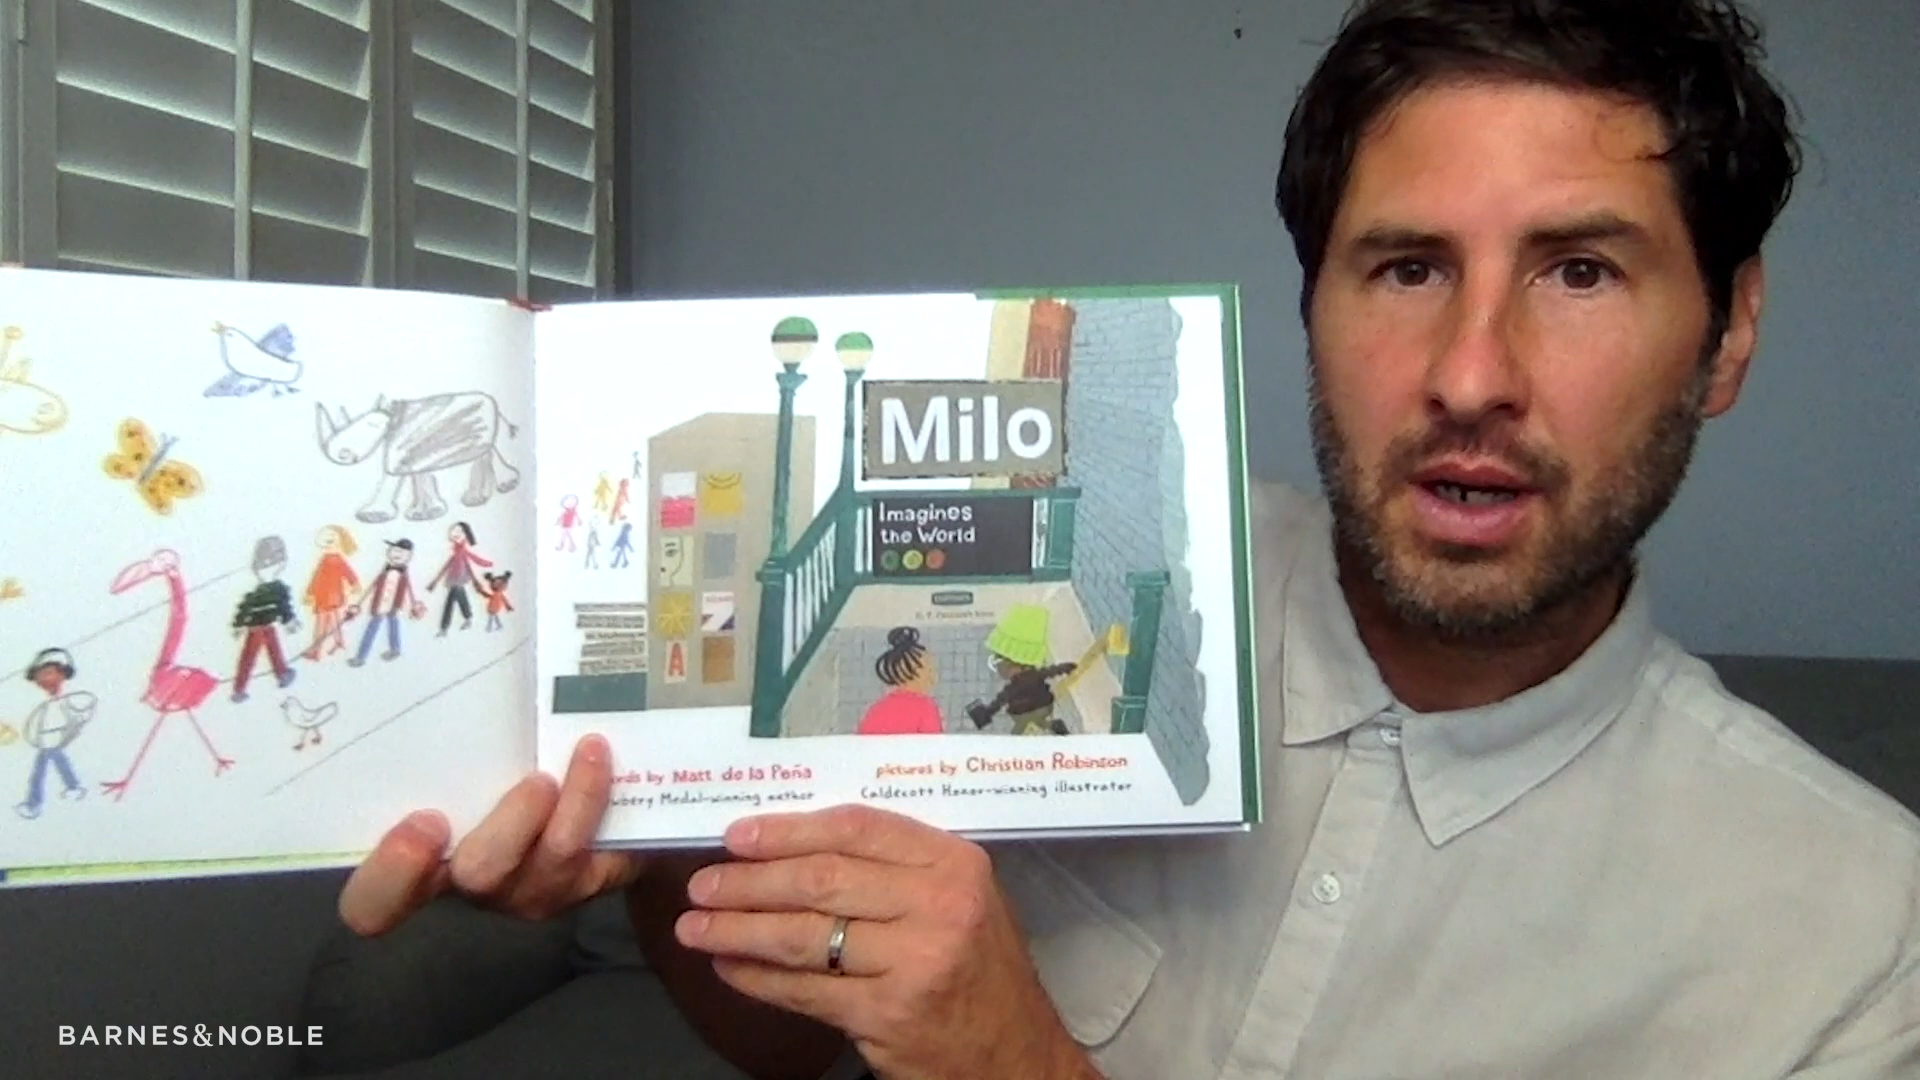 Milo
Imagines
the World
by Matt de la Peña
Medal-winning author
pictures by Christian Robinson
Caldecott Honor-winning illustrator
A
BARNES&NOBLE